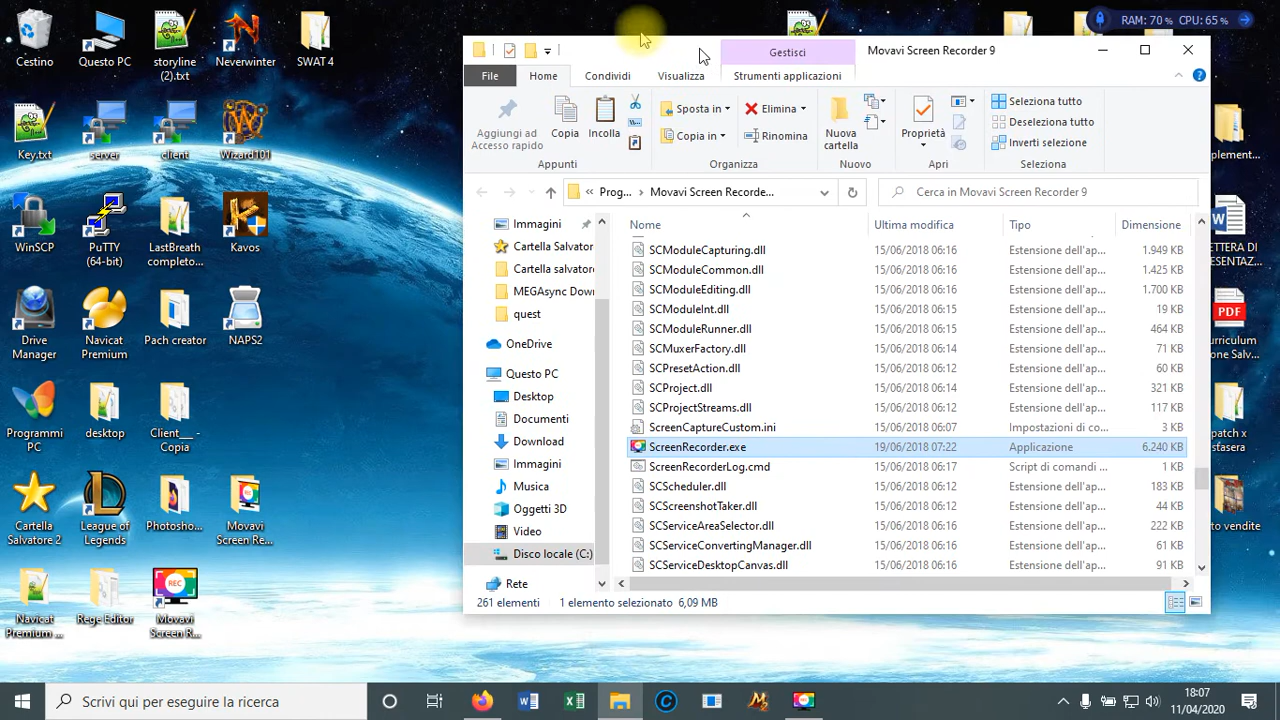 RAM: 70 % CPU: 65 %
Cestino
Questo PC
storyline (2).txt
Neverwinter
SWAT 4
Key.txt
server
client
Wizard101
WinSCP
PuTTY (64-bit)
LastBreath completo...
Kavos
Drive Manager
Navicat Premium
Pach creator
NAPS2
Programmi PC
desktop
Client___ - Copia
Cartella Salvatore 2
League of Legends
Photosho...
Movavi Screen Re...
Navicat Premium ...
Rege Editor
Movavi Screen R...
Gestisci
Movavi Screen Recorder 9
File
Home
Condividi
Visualizza
Strumenti applicazioni
Aggiungi ad Accesso rapido
Copia
Incolla
Sposta in
Copia in
Elimina
Rinomina
Nuova cartella
Proprietà
Seleziona tutto
Deseleziona tutto
Inverti selezione
Appunti
Organizza
Nuovo
Apri
Seleziona
« Prog... › Movavi Screen Recorde...
Cerca in Movavi Screen Recorder 9
Immagini
Cartella Salvator
Cartella salvatore
MEGAsync Dow
quest
OneDrive
Questo PC
Desktop
Documenti
Download
Immagini
Musica
Oggetti 3D
Video
Disco locale (C:)
Rete
Nome Ultima modifica Tipo Dimensione
SCModuleCapturing.dll 15/06/2018 06:16 Estensione dell'ap... 1.949 KB
SCModuleCommon.dll 15/06/2018 06:16 Estensione dell'ap... 1.425 KB
SCModuleEditing.dll 15/06/2018 06:16 Estensione dell'ap... 1.700 KB
SCModuleInt.dll 15/06/2018 06:15 Estensione dell'ap... 19 KB
SCModuleRunner.dll 15/06/2018 06:16 Estensione dell'ap... 464 KB
SCMuxerFactory.dll 15/06/2018 06:14 Estensione dell'ap... 71 KB
SCPresetAction.dll 15/06/2018 06:12 Estensione dell'ap... 60 KB
SCProject.dll 15/06/2018 06:14 Estensione dell'ap... 321 KB
SCProjectStreams.dll 15/06/2018 06:12 Estensione dell'ap... 117 KB
ScreenCaptureCustom.ini 15/06/2018 06:07 Impostazioni di co... 1 KB
ScreenRecorder.exe 19/06/2018 07:22 Applicazione 6.240 KB
ScreenRecorderLog.cmd 15/06/2018 06:17 Script di comandi ... 1 KB
SCScheduler.dll 15/06/2018 06:12 Estensione dell'ap... 183 KB
SCScreenshotTaker.dll 15/06/2018 06:12 Estensione dell'ap... 44 KB
SCServiceAreaSelector.dll 15/06/2018 06:16 Estensione dell'ap... 222 KB
SCServiceConvertingManager.dll 15/06/2018 06:16 Estensione dell'ap... 61 KB
SCServiceDesktopCanvas.dll 15/06/2018 06:16 Estensione dell'ap... 91 KB
261 elementi 1 elemento selezionato 6,09 MB
PDF
patch x
stasera
to vendite
Scrivi qui per eseguire la ricerca
18:07
11/04/2020